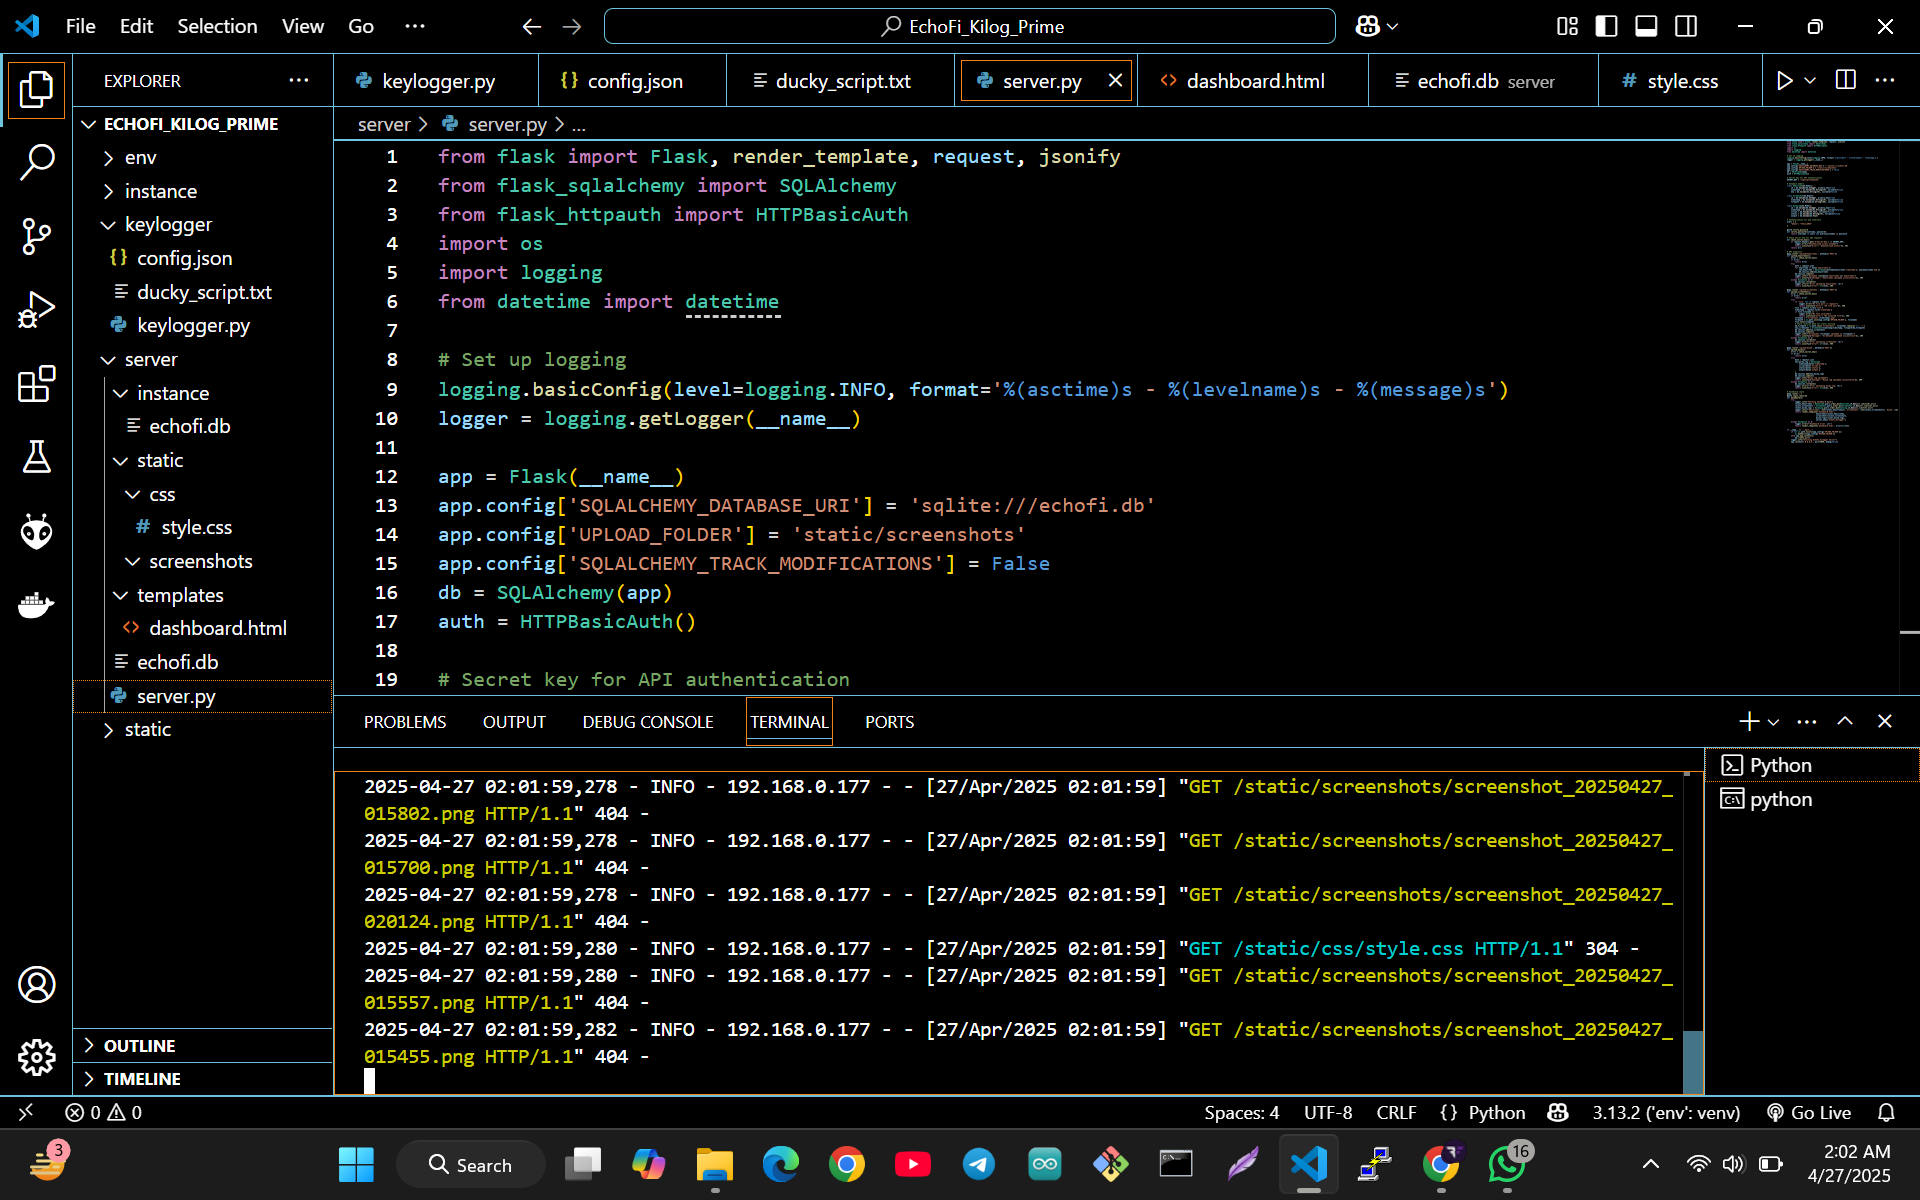 File Edit Selection View Go ··· EchoFi_Kilog_Prime
EXPLORER ···
ECHOFI_KILOG_PRIME
env
instance
keylogger
{} config.json
ducky_script.txt
keylogger.py
server
instance
echofi.db
static
css
# style.css
screenshots
templates
<> dashboard.html
echofi.db
server.py
static
OUTLINE
TIMELINE
keylogger.py {} config.json ducky_script.txt server.py <> dashboard.html echofi.db server # style.css ···
server > server.py > ...
1 from flask import Flask, render_template, request, jsonify
2 from flask_sqlalchemy import SQLAlchemy
3 from flask_httpauth import HTTPBasicAuth
4 import os
5 import logging
6 from datetime import datetime
7
8 # Set up logging
9 logging.basicConfig(level=logging.INFO, format='%(asctime)s - %(levelname)s - %(message)s')
10 logger = logging.getLogger(__name__)
11
12 app = Flask(__name__)
13 app.config['SQLALCHEMY_DATABASE_URI'] = 'sqlite:///echofi.db'
14 app.config['UPLOAD_FOLDER'] = 'static/screenshots'
15 app.config['SQLALCHEMY_TRACK_MODIFICATIONS'] = False
16 db = SQLAlchemy(app)
17 auth = HTTPBasicAuth()
18
19 # Secret key for API authentication
PROBLEMS OUTPUT DEBUG CONSOLE TERMINAL PORTS
2025-04-27 02:01:59,278 - INFO - 192.168.0.177 - - [27/Apr/2025 02:01:59] "GET /static/screenshots/screenshot_20250427_
015802.png HTTP/1.1" 404 -
2025-04-27 02:01:59,278 - INFO - 192.168.0.177 - - [27/Apr/2025 02:01:59] "GET /static/screenshots/screenshot_20250427_
015700.png HTTP/1.1" 404 -
2025-04-27 02:01:59,278 - INFO - 192.168.0.177 - - [27/Apr/2025 02:01:59] "GET /static/screenshots/screenshot_20250427_
020124.png HTTP/1.1" 404 -
2025-04-27 02:01:59,280 - INFO - 192.168.0.177 - - [27/Apr/2025 02:01:59] "GET /static/css/style.css HTTP/1.1" 304 -
2025-04-27 02:01:59,280 - INFO - 192.168.0.177 - - [27/Apr/2025 02:01:59] "GET /static/screenshots/screenshot_20250427_
015557.png HTTP/1.1" 404 -
2025-04-27 02:01:59,282 - INFO - 192.168.0.177 - - [27/Apr/2025 02:01:59] "GET /static/screenshots/screenshot_20250427_
015455.png HTTP/1.1" 404 -
Python
python
0 0 Spaces: 4 UTF-8 CRLF {} Python 3.13.2 ('env': venv) Go Live
3 Search 16 2:02 AM
4/27/2025